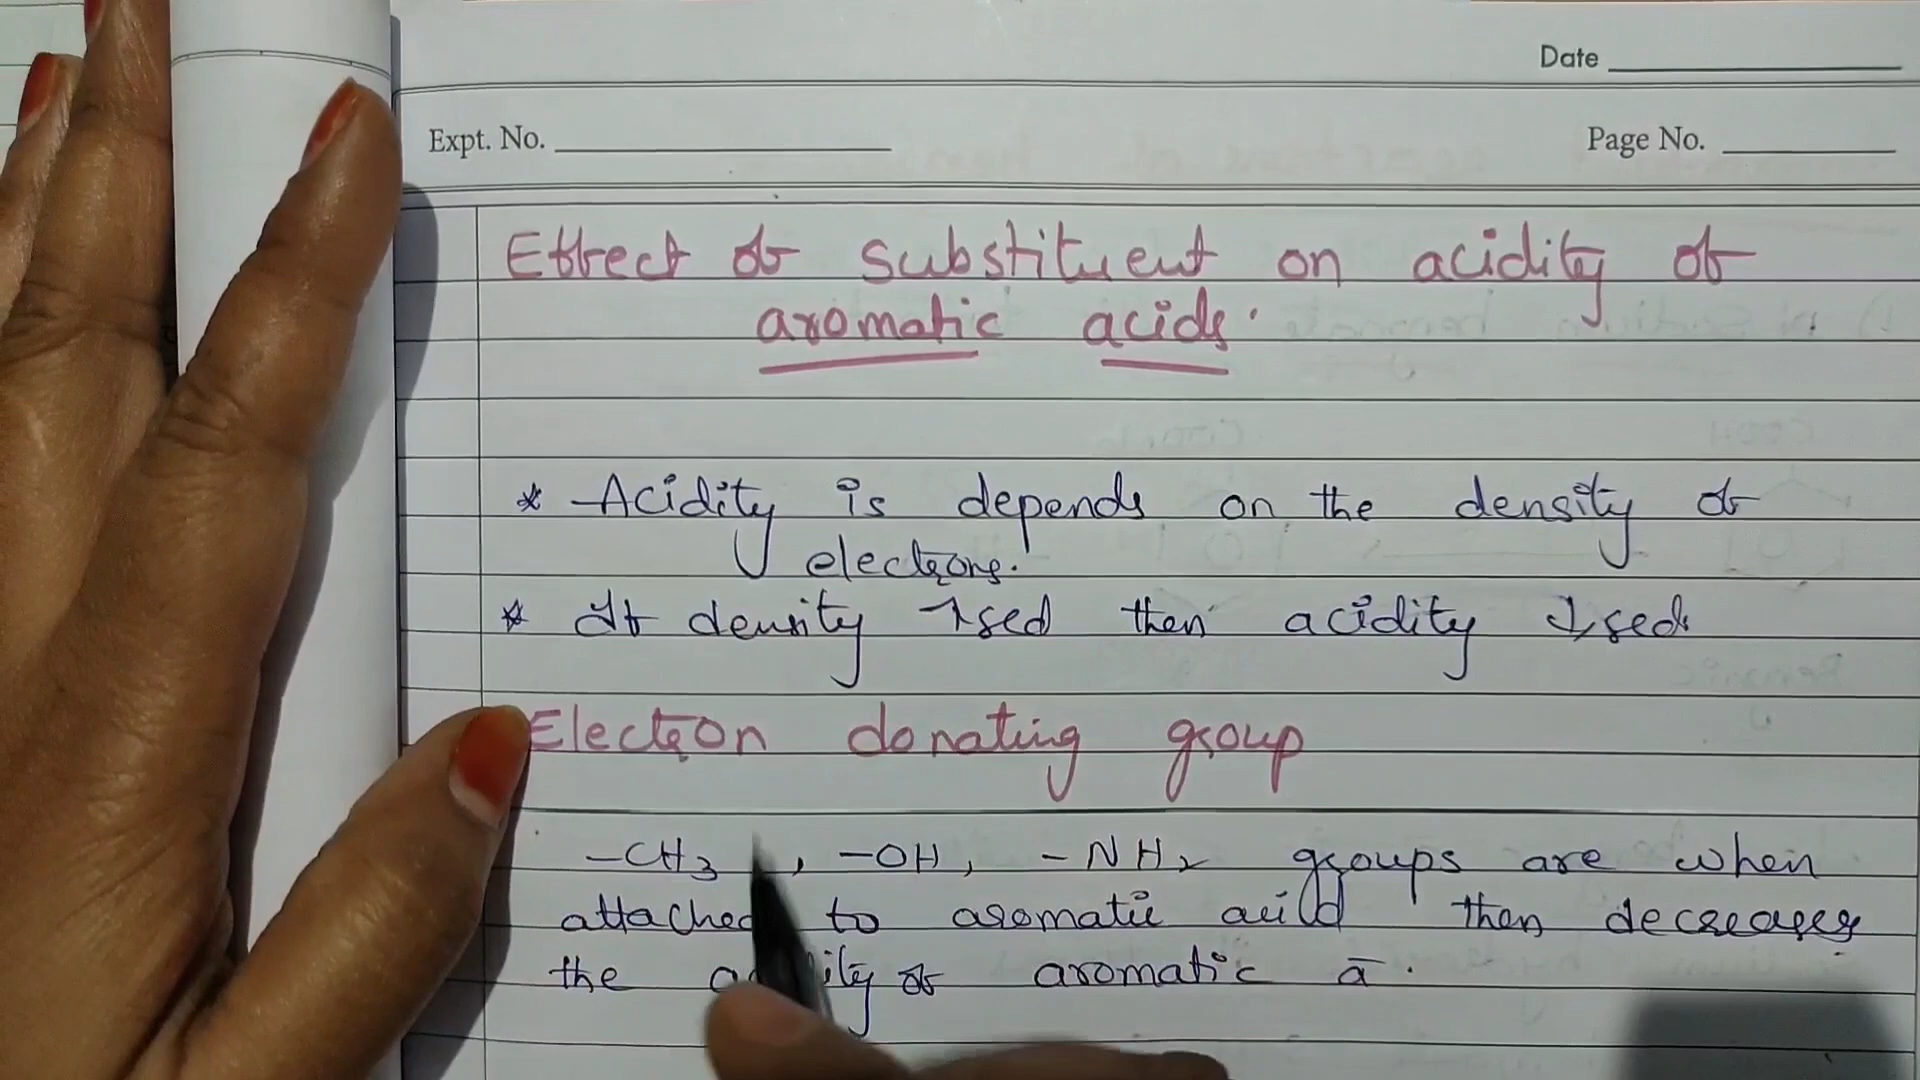 Date
Expt. No.
Page No.
Effect of substituent on acidity of
aromatic acids.
* Acidity is depends on the density of
electrons.
* If density ↑sed then acidity ↓sed.
Electron donating group
-CH3, -OH, -NH2 groups are when
attached to aromatic acid then decreases
the acidity of aromatic a.